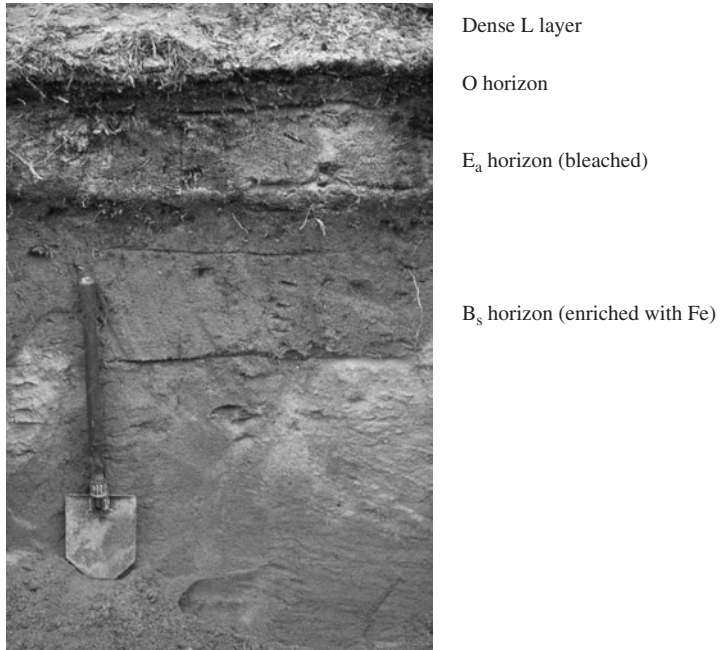 Dense L layer
O horizon
Eₐ horizon (bleached)
Bₛ horizon (enriched with Fe)